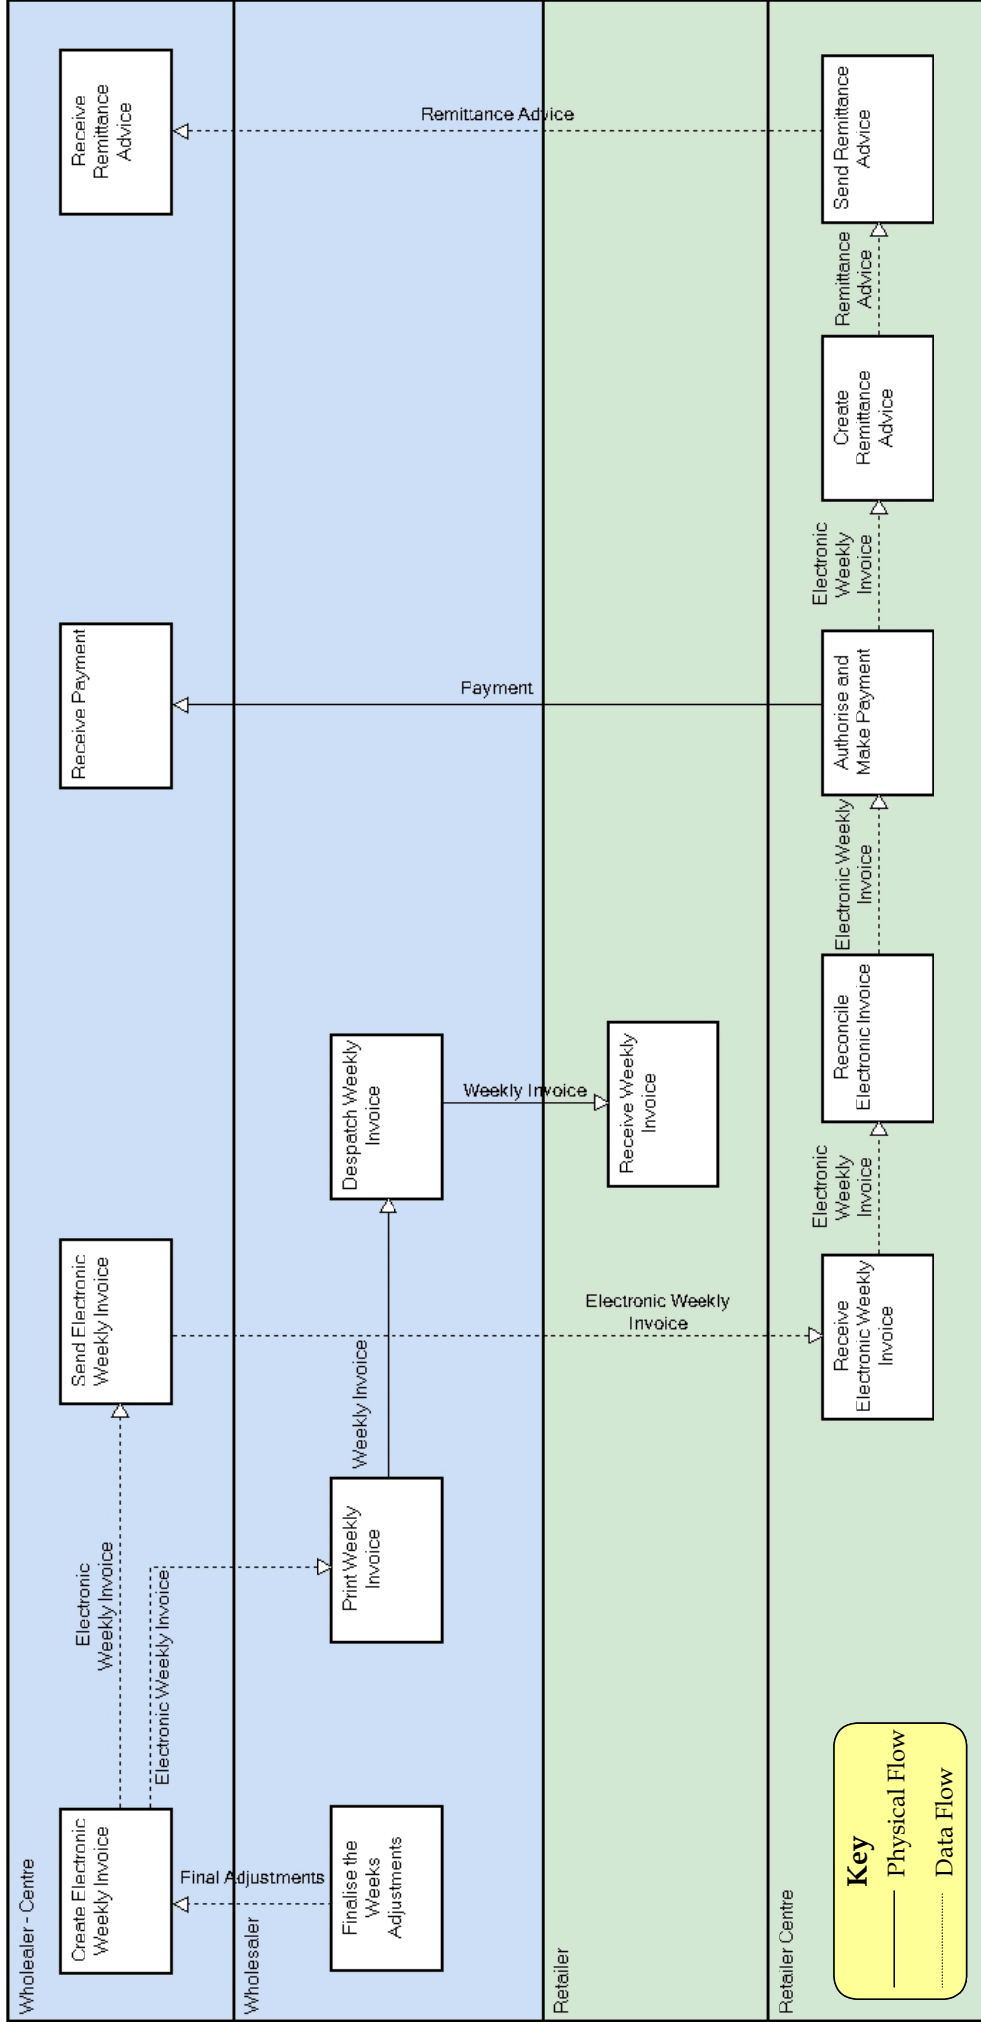 Wholealer - Centre
Create Electronic
Weekly Invoice
Electronic
Weekly Invoice
Electronic Weekly Invoice
Send Electronic
Weekly Invoice
Receive Payment
Receive
Remittance
Advice
Wholesaler
Final Adjustments
Finalise the
Weeks
Adjustments
Print Weekly
Invoice
Weekly Invoice
Despatch Weekly
Invoice
Weekly Invoice
Payment
Remittance Advice
Retailer
Electronic Weekly
Invoice
Receive Weekly
Invoice
Retailer Centre
Receive
Electronic Weekly
Invoice
Electronic
Weekly
Invoice
Reconcile
Electronic Invoice
Electronic Weekly
Invoice
Authorise and
Make Payment
Electronic
Weekly
Invoice
Create
Remittance
Advice
Remittance
Advice
Send Remittance
Advice
Key
Physical Flow
Data Flow